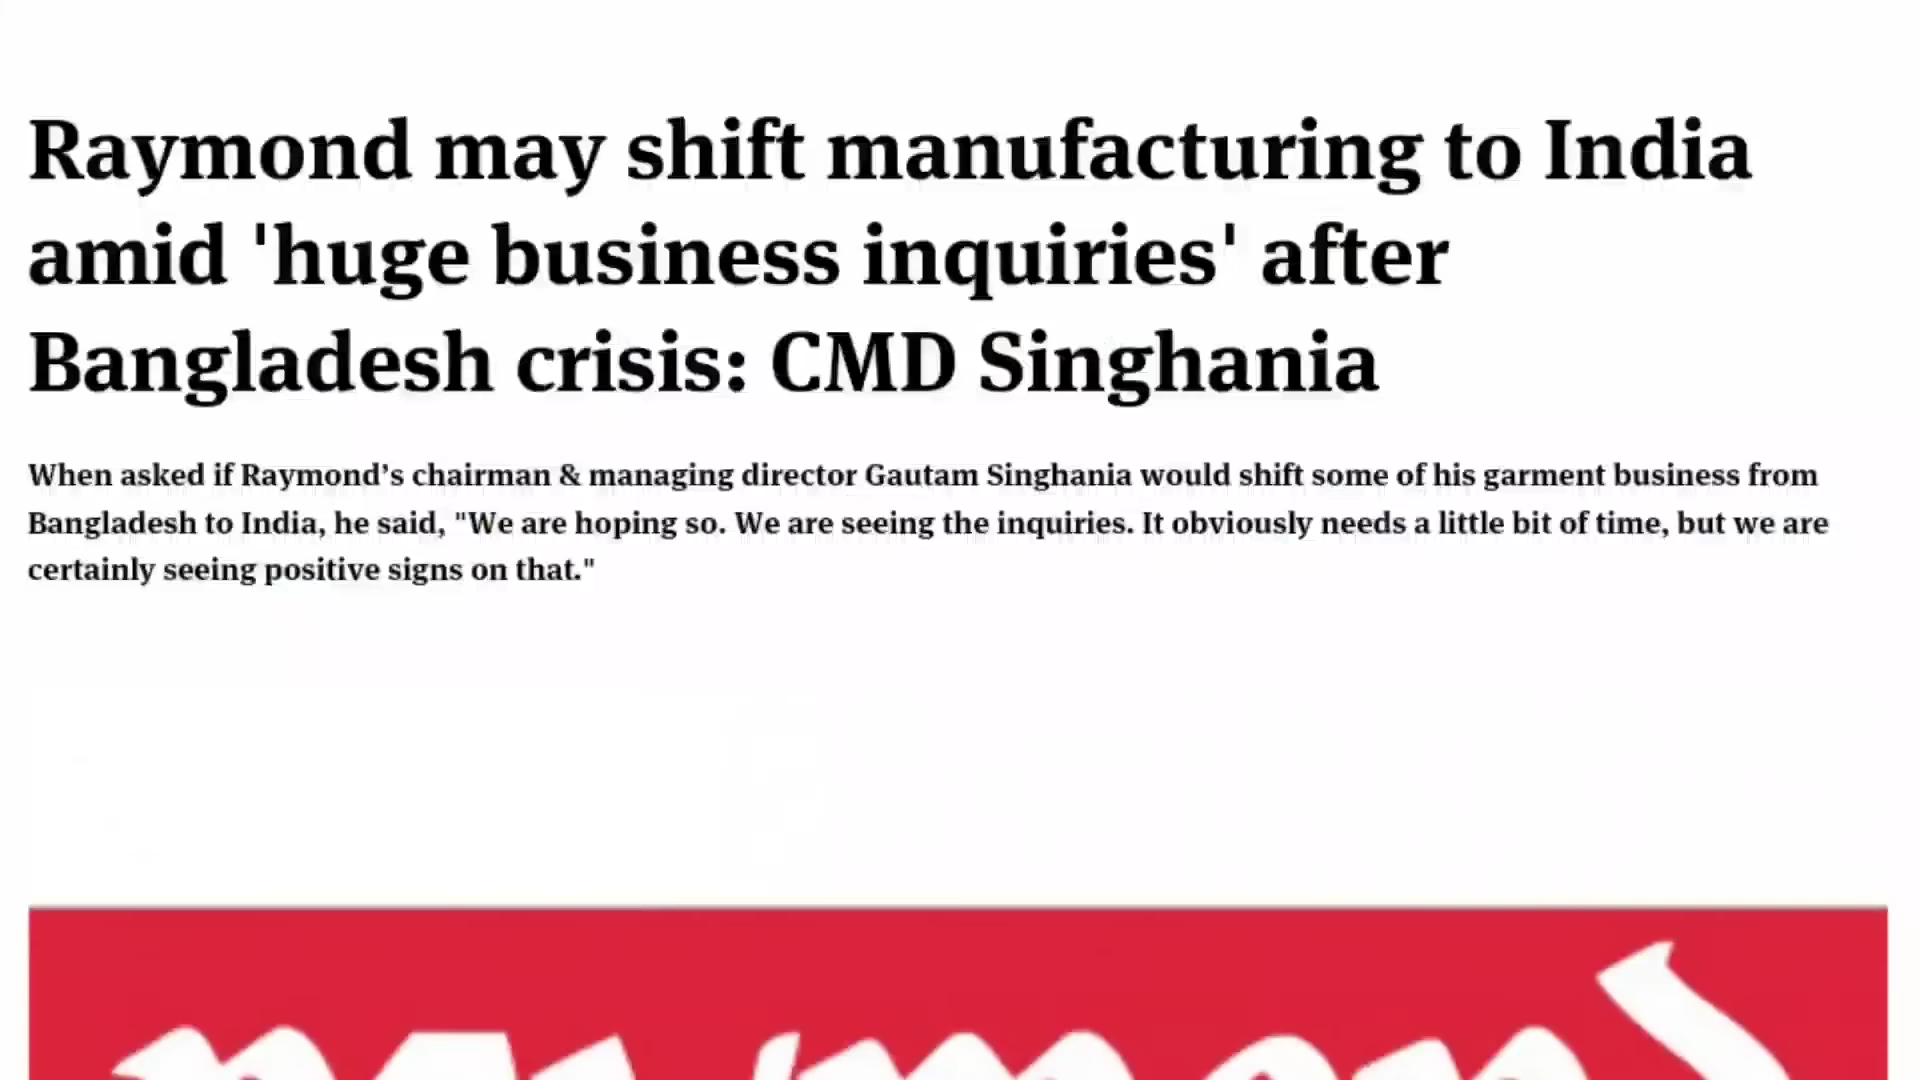 Raymond may shift manufacturing to India
amid 'huge business inquiries' after
Bangladesh crisis: CMD Singhania
When asked if Raymond’s chairman & managing director Gautam Singhania would shift some of his garment business from
Bangladesh to India, he said, "We are hoping so. We are seeing the inquiries. It obviously needs a little bit of time, but we are
certainly seeing positive signs on that."